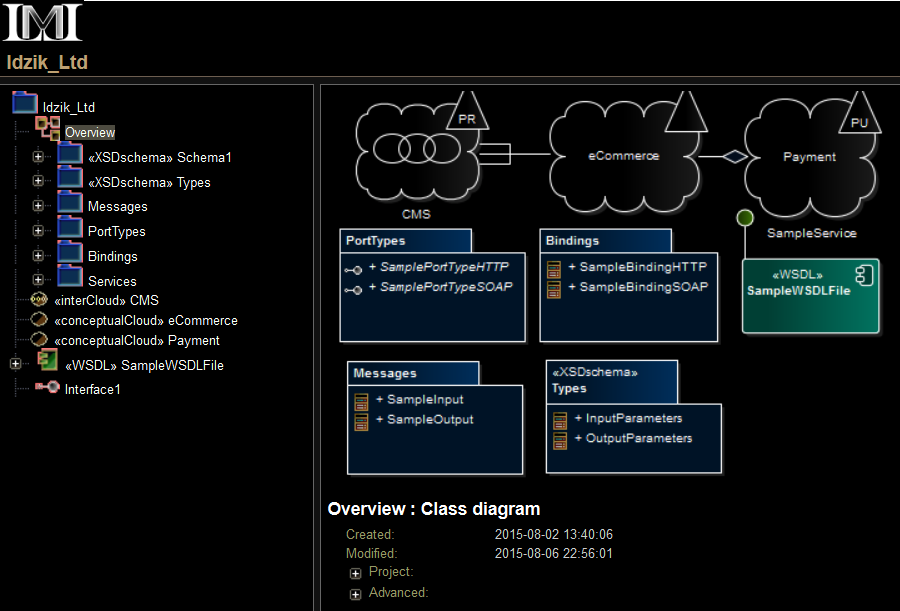 IMI
Idzik_Ltd
Idzik_Ltd
Overview
«XSDschema» Schema1
«XSDschema» Types
Messages
PortTypes
Bindings
Services
«interCloud» CMS
«conceptualCloud» eCommerce
«conceptualCloud» Payment
«WSDL» SampleWSDLFile
Interface1
PR
PU
eCommerce
Payment
CMS
SampleService
PortTypes
+ SamplePortTypeHTTP
+ SamplePortTypeSOAP
Bindings
+ SampleBindingHTTP
+ SampleBindingSOAP
«WSDL»
SampleWSDLFile
Messages
+ SampleInput
+ SampleOutput
«XSDschema»
Types
+ InputParameters
+ OutputParameters
Overview : Class diagram
Created: 2015-08-02 13:40:06
Modified: 2015-08-06 22:56:01
Project:
Advanced: